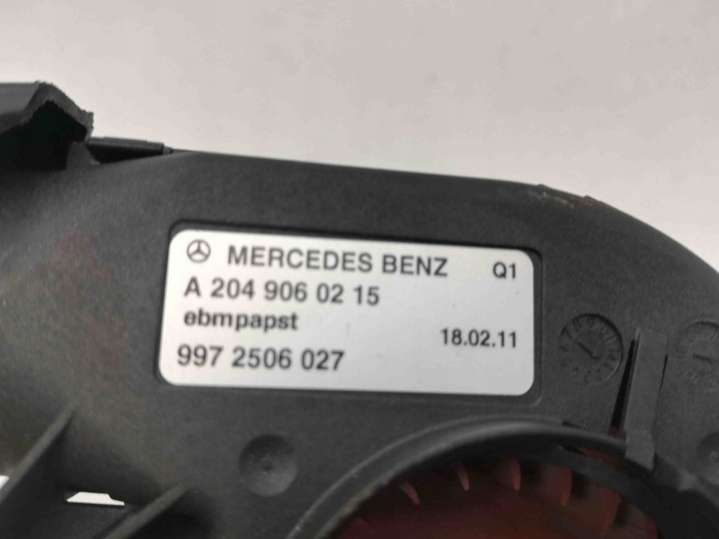 MERCEDES BENZ Q1
A 204 906 02 15
ebmpapst
18.02.11
997 2506 027